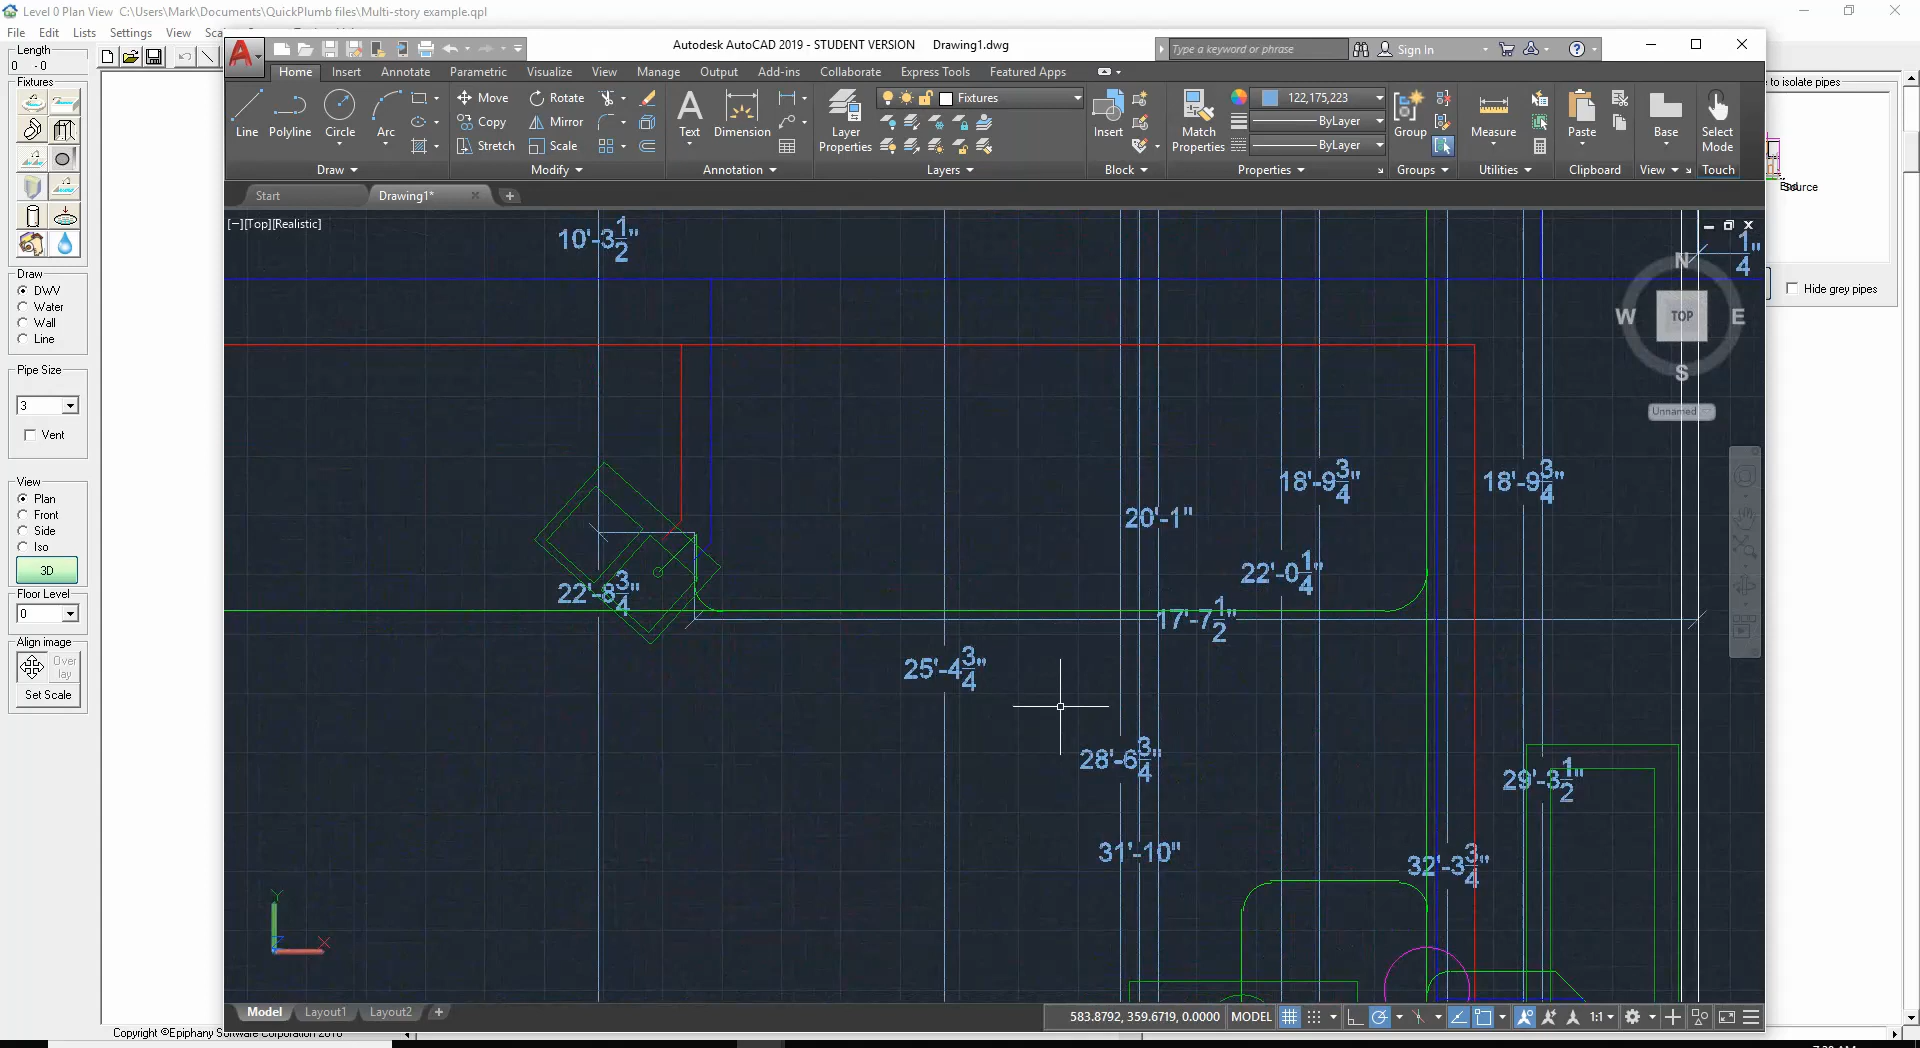 Level 0 Plan View C:\Users\Mark\Documents\QuickPlumb files\Multi-story example.qpl
File Edit Lists Settings View
Length
0 - 0
Fixtures
Draw
DWV
Water
Wall
Line
Pipe Size
3
Vent
View
Plan
Front
Side
Iso
3D
Floor Level
0
Align image
Over
lay
Set Scale
Autodesk AutoCAD 2019 - STUDENT VERSION Drawing1.dwg
Type a keyword or phrase
Sign In
Home Insert Annotate Parametric Visualize View Manage Output Add-ins Collaborate Express Tools Featured Apps
Line Polyline Circle Arc
Draw
Move Rotate
Copy Mirror
Stretch Scale
Modify
Text Dimension
Annotation
Layer
Properties
Fixtures
Layers
Insert
Block
Match
Properties
122,175,223
ByLayer
ByLayer
Properties
Group
Groups
Measure
Utilities
Paste
Clipboard
Base
View
Select
Mode
Touch
Start Drawing1*
[−][Top][Realistic]
10'-3 1/2"
1/4"
N
W TOP E
S
Unnamed
18'-9 3/4" 18'-9 3/4"
20'-1"
22'-0 1/4"
22'-8 3/4"
17'-7 1/2"
25'-4 3/4"
28'-6 3/4"
29'-3 1/2"
31'-10"
32'-3 3/4"
Y
X
Model Layout1 Layout2
583.8792, 359.6719, 0.0000 MODEL
1:1
to isolate pipes
Source
Hide grey pipes
Copyright ©Epiphany Software Corporation